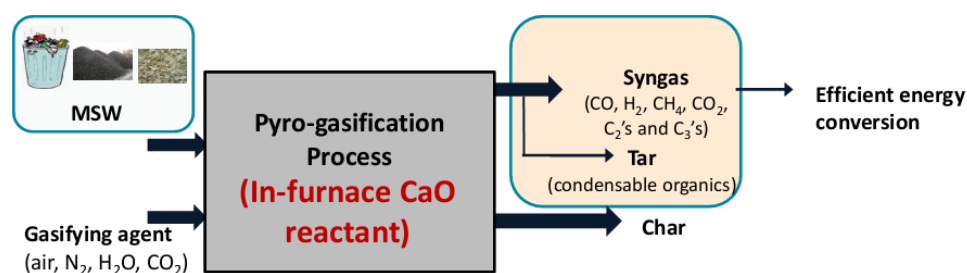 MSW
Pyro-gasification
Process
(In-furnace CaO
reactant)
Gasifying agent
(air, N₂, H₂O, CO₂)
Syngas
(CO, H₂, CH₄, CO₂,
C₂'s and C₃'s)
Tar
(condensable organics)
Char
Efficient energy
conversion